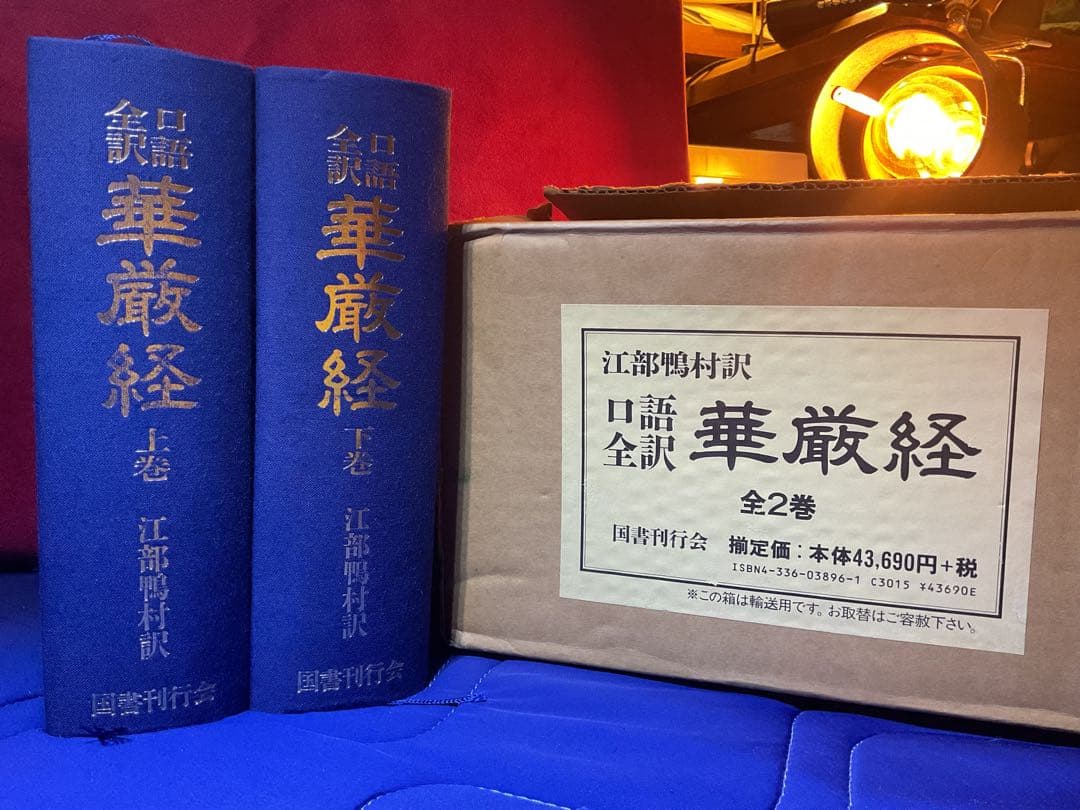 口語全訳
華厳経
上巻
江部鴨村訳
国書刊行会
口語全訳
華厳経
下巻
江部鴨村訳
国書刊行会
江部鴨村訳
口語全訳 華厳経
全2巻
国書刊行会 揃定価：本体43,690円+税
ISBN4-336-03896-1 C3015 ¥43690E
※この箱は輸送用です。お取替はご容赦下さい。